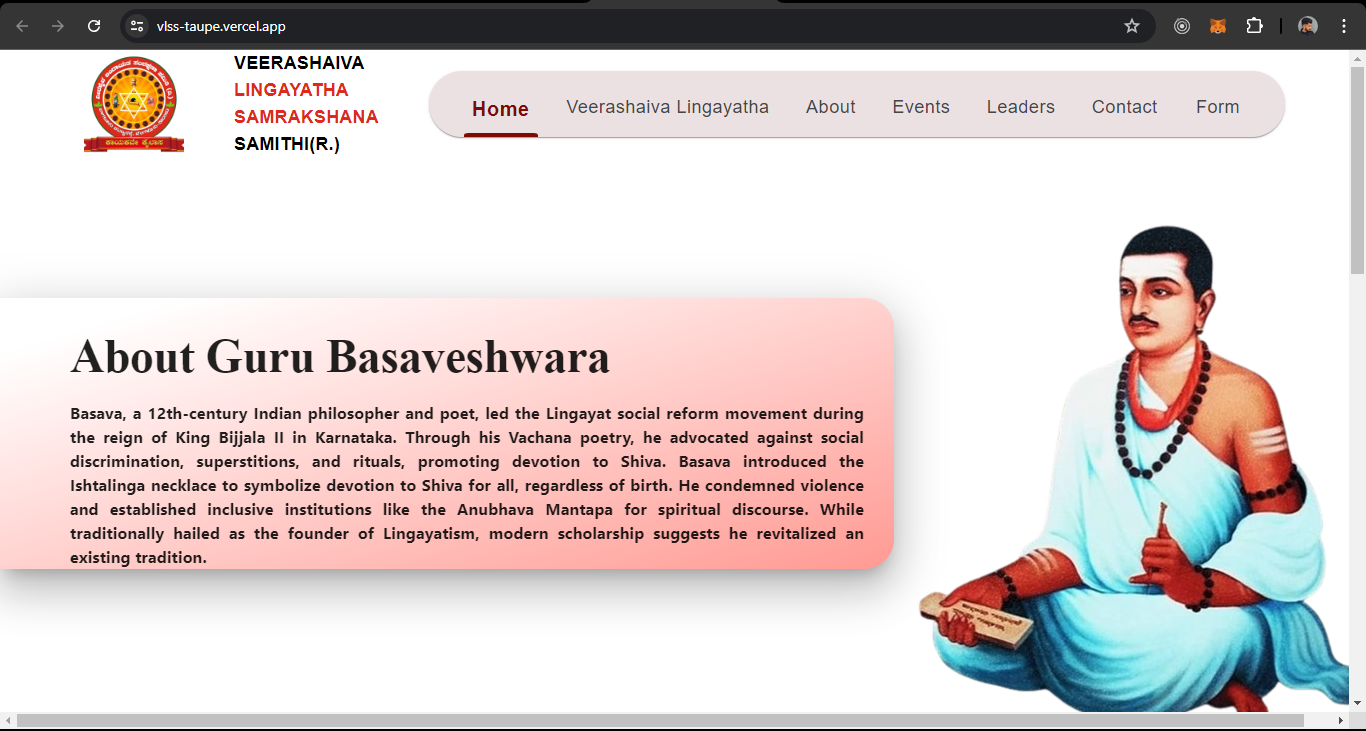 vlss-taupe.vercel.app
VEERASHAIVA
LINGAYATHA
SAMRAKSHANA
SAMITHI(R.)
Home Veerashaiva Lingayatha About Events Leaders Contact Form
ಕಾಯಕವೇ ಕೈಲಾಸ
About Guru Basaveshwara
Basava, a 12th-century Indian philosopher and poet, led the Lingayat social reform movement during
the reign of King Bijjala II in Karnataka. Through his Vachana poetry, he advocated against social
discrimination, superstitions, and rituals, promoting devotion to Shiva. Basava introduced the
Ishtalinga necklace to symbolize devotion to Shiva for all, regardless of birth. He condemned violence
and established inclusive institutions like the Anubhava Mantapa for spiritual discourse. While
traditionally hailed as the founder of Lingayatism, modern scholarship suggests he revitalized an
existing tradition.